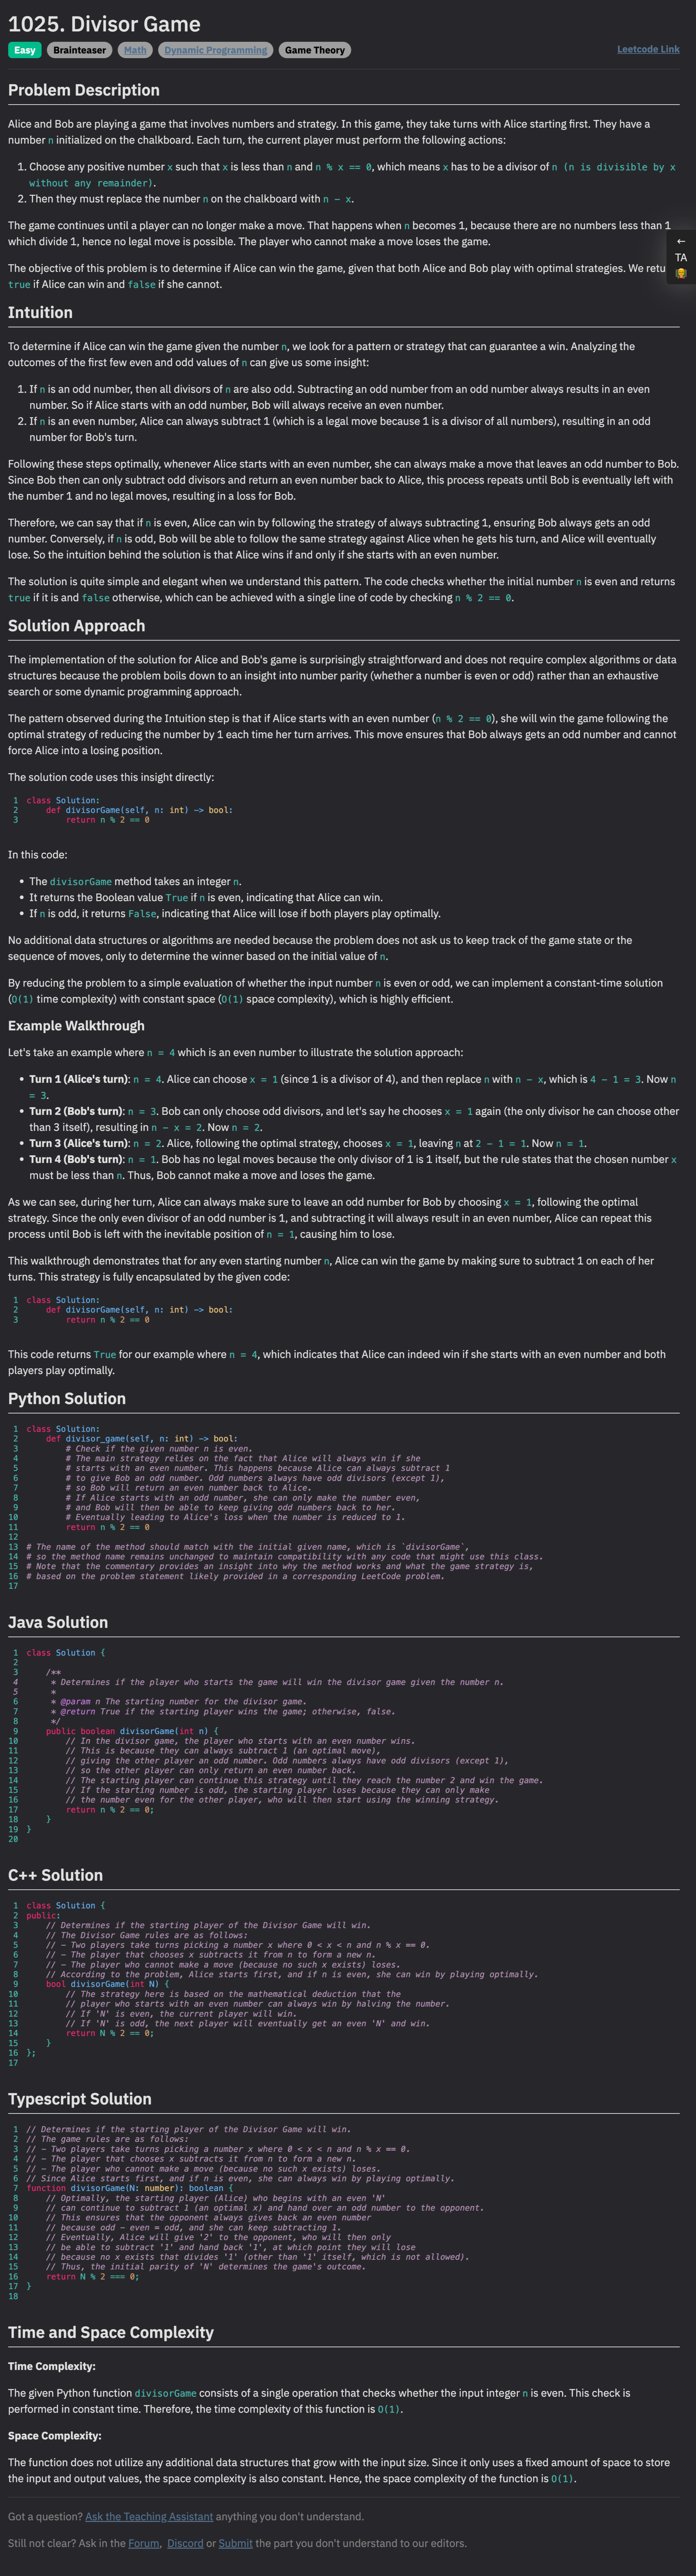 1025. Divisor Game
Easy Brainteaser Math Dynamic Programming Game Theory Leetcode Link
Problem Description
Alice and Bob are playing a game that involves numbers and strategy. In this game, they take turns with Alice starting first. They have a
number n initialized on the chalkboard. Each turn, the current player must perform the following actions:
1. Choose any positive number x such that x is less than n and n % x == 0, which means x has to be a divisor of n (n is divisible by x
without any remainder).
2. Then they must replace the number n on the chalkboard with n - x.
The game continues until a player can no longer make a move. That happens when n becomes 1, because there are no numbers less than 1
which divide 1, hence no legal move is possible. The player who cannot make a move loses the game.
←
TA
👩‍🏫
The objective of this problem is to determine if Alice can win the game, given that both Alice and Bob play with optimal strategies. We retu
true if Alice can win and false if she cannot.
Intuition
To determine if Alice can win the game given the number n, we look for a pattern or strategy that can guarantee a win. Analyzing the
outcomes of the first few even and odd values of n can give us some insight:
1. If n is an odd number, then all divisors of n are also odd. Subtracting an odd number from an odd number always results in an even
number. So if Alice starts with an odd number, Bob will always receive an even number.
2. If n is an even number, Alice can always subtract 1 (which is a legal move because 1 is a divisor of all numbers), resulting in an odd
number for Bob's turn.
Following these steps optimally, whenever Alice starts with an even number, she can always make a move that leaves an odd number to Bob.
Since Bob then can only subtract odd divisors and return an even number back to Alice, this process repeats until Bob is eventually left with
the number 1 and no legal moves, resulting in a loss for Bob.
Therefore, we can say that if n is even, Alice can win by following the strategy of always subtracting 1, ensuring Bob always gets an odd
number. Conversely, if n is odd, Bob will be able to follow the same strategy against Alice when he gets his turn, and Alice will eventually
lose. So the intuition behind the solution is that Alice wins if and only if she starts with an even number.
The solution is quite simple and elegant when we understand this pattern. The code checks whether the initial number n is even and returns
true if it is and false otherwise, which can be achieved with a single line of code by checking n % 2 == 0.
Solution Approach
The implementation of the solution for Alice and Bob's game is surprisingly straightforward and does not require complex algorithms or data
structures because the problem boils down to an insight into number parity (whether a number is even or odd) rather than an exhaustive
search or some dynamic programming approach.
The pattern observed during the Intuition step is that if Alice starts with an even number (n % 2 == 0), she will win the game following the
optimal strategy of reducing the number by 1 each time her turn arrives. This move ensures that Bob always gets an odd number and cannot
force Alice into a losing position.
The solution code uses this insight directly:
1 class Solution:
2     def divisorGame(self, n: int) -> bool:
3         return n % 2 == 0
In this code:
• The divisorGame method takes an integer n.
• It returns the Boolean value True if n is even, indicating that Alice can win.
• If n is odd, it returns False, indicating that Alice will lose if both players play optimally.
No additional data structures or algorithms are needed because the problem does not ask us to keep track of the game state or the
sequence of moves, only to determine the winner based on the initial value of n.
By reducing the problem to a simple evaluation of whether the input number n is even or odd, we can implement a constant-time solution
(O(1) time complexity) with constant space (O(1) space complexity), which is highly efficient.
Example Walkthrough
Let's take an example where n = 4 which is an even number to illustrate the solution approach:
• Turn 1 (Alice's turn): n = 4. Alice can choose x = 1 (since 1 is a divisor of 4), and then replace n with n - x, which is 4 - 1 = 3. Now n
= 3.
• Turn 2 (Bob's turn): n = 3. Bob can only choose odd divisors, and let's say he chooses x = 1 again (the only divisor he can choose other
than 3 itself), resulting in n - x = 2. Now n = 2.
• Turn 3 (Alice's turn): n = 2. Alice, following the optimal strategy, chooses x = 1, leaving n at 2 - 1 = 1. Now n = 1.
• Turn 4 (Bob's turn): n = 1. Bob has no legal moves because the only divisor of 1 is 1 itself, but the rule states that the chosen number x
must be less than n. Thus, Bob cannot make a move and loses the game.
As we can see, during her turn, Alice can always make sure to leave an odd number for Bob by choosing x = 1, following the optimal
strategy. Since the only even divisor of an odd number is 1, and subtracting it will always result in an even number, Alice can repeat this
process until Bob is left with the inevitable position of n = 1, causing him to lose.
This walkthrough demonstrates that for any even starting number n, Alice can win the game by making sure to subtract 1 on each of her
turns. This strategy is fully encapsulated by the given code:
1 class Solution:
2     def divisorGame(self, n: int) -> bool:
3         return n % 2 == 0
This code returns True for our example where n = 4, which indicates that Alice can indeed win if she starts with an even number and both
players play optimally.
Python Solution
1 class Solution:
2     def divisor_game(self, n: int) -> bool:
3         # Check if the given number n is even.
4         # The main strategy relies on the fact that Alice will always win if she
5         # starts with an even number. This happens because Alice can always subtract 1
6         # to give Bob an odd number. Odd numbers always have odd divisors (except 1),
7         # so Bob will return an even number back to Alice.
8         # If Alice starts with an odd number, she can only make the number even,
9         # and Bob will then be able to keep giving odd numbers back to her.
10         # Eventually leading to Alice's loss when the number is reduced to 1.
11         return n % 2 == 0
12
13 # The name of the method should match with the initial given name, which is `divisorGame`,
14 # so the method name remains unchanged to maintain compatibility with any code that might use this class.
15 # Note that the commentary provides an insight into why the method works and what the game strategy is,
16 # based on the problem statement likely provided in a corresponding LeetCode problem.
17
Java Solution
1 class Solution {
2
3     /**
4      * Determines if the player who starts the game will win the divisor game given the number n.
5      *
6      * @param n The starting number for the divisor game.
7      * @return True if the starting player wins the game; otherwise, false.
8      */
9     public boolean divisorGame(int n) {
10         // In the divisor game, the player who starts with an even number wins.
11         // This is because they can always subtract 1 (an optimal move),
12         // giving the other player an odd number. Odd numbers always have odd divisors (except 1),
13         // so the other player can only return an even number back.
14         // The starting player can continue this strategy until they reach the number 2 and win the game.
15         // If the starting number is odd, the starting player loses because they can only make
16         // the number even for the other player, who will then start using the winning strategy.
17         return n % 2 == 0;
18     }
19 }
20
C++ Solution
1 class Solution {
2 public:
3     // Determines if the starting player of the Divisor Game will win.
4     // The Divisor Game rules are as follows:
5     // - Two players take turns picking a number x where 0 < x < n and n % x == 0.
6     // - The player that chooses x subtracts it from n to form a new n.
7     // - The player who cannot make a move (because no such x exists) loses.
8     // According to the problem, Alice starts first, and if n is even, she can win by playing optimally.
9     bool divisorGame(int N) {
10         // The strategy here is based on the mathematical deduction that the
11         // player who starts with an even number can always win by halving the number.
12         // If 'N' is even, the current player will win.
13         // If 'N' is odd, the next player will eventually get an even 'N' and win.
14         return N % 2 == 0;
15     }
16 };
17
Typescript Solution
1 // Determines if the starting player of the Divisor Game will win.
2 // The game rules are as follows:
3 // - Two players take turns picking a number x where 0 < x < n and n % x == 0.
4 // - The player that chooses x subtracts it from n to form a new n.
5 // - The player who cannot make a move (because no such x exists) loses.
6 // Since Alice starts first, and if n is even, she can always win by playing optimally.
7 function divisorGame(N: number): boolean {
8     // Optimally, the starting player (Alice) who begins with an even 'N'
9     // can continue to subtract 1 (an optimal x) and hand over an odd number to the opponent.
10     // This ensures that the opponent always gives back an even number
11     // because odd - even = odd, and she can keep subtracting 1.
12     // Eventually, Alice will give '2' to the opponent, who will then only
13     // be able to subtract '1' and hand back '1', at which point they will lose
14     // because no x exists that divides '1' (other than '1' itself, which is not allowed).
15     // Thus, the initial parity of 'N' determines the game's outcome.
16     return N % 2 === 0;
17 }
18
Time and Space Complexity
Time Complexity:
The given Python function divisorGame consists of a single operation that checks whether the input integer n is even. This check is
performed in constant time. Therefore, the time complexity of this function is O(1).
Space Complexity:
The function does not utilize any additional data structures that grow with the input size. Since it only uses a fixed amount of space to store
the input and output values, the space complexity is also constant. Hence, the space complexity of the function is O(1).
Got a question? Ask the Teaching Assistant anything you don't understand.
Still not clear? Ask in the Forum, Discord or Submit the part you don't understand to our editors.